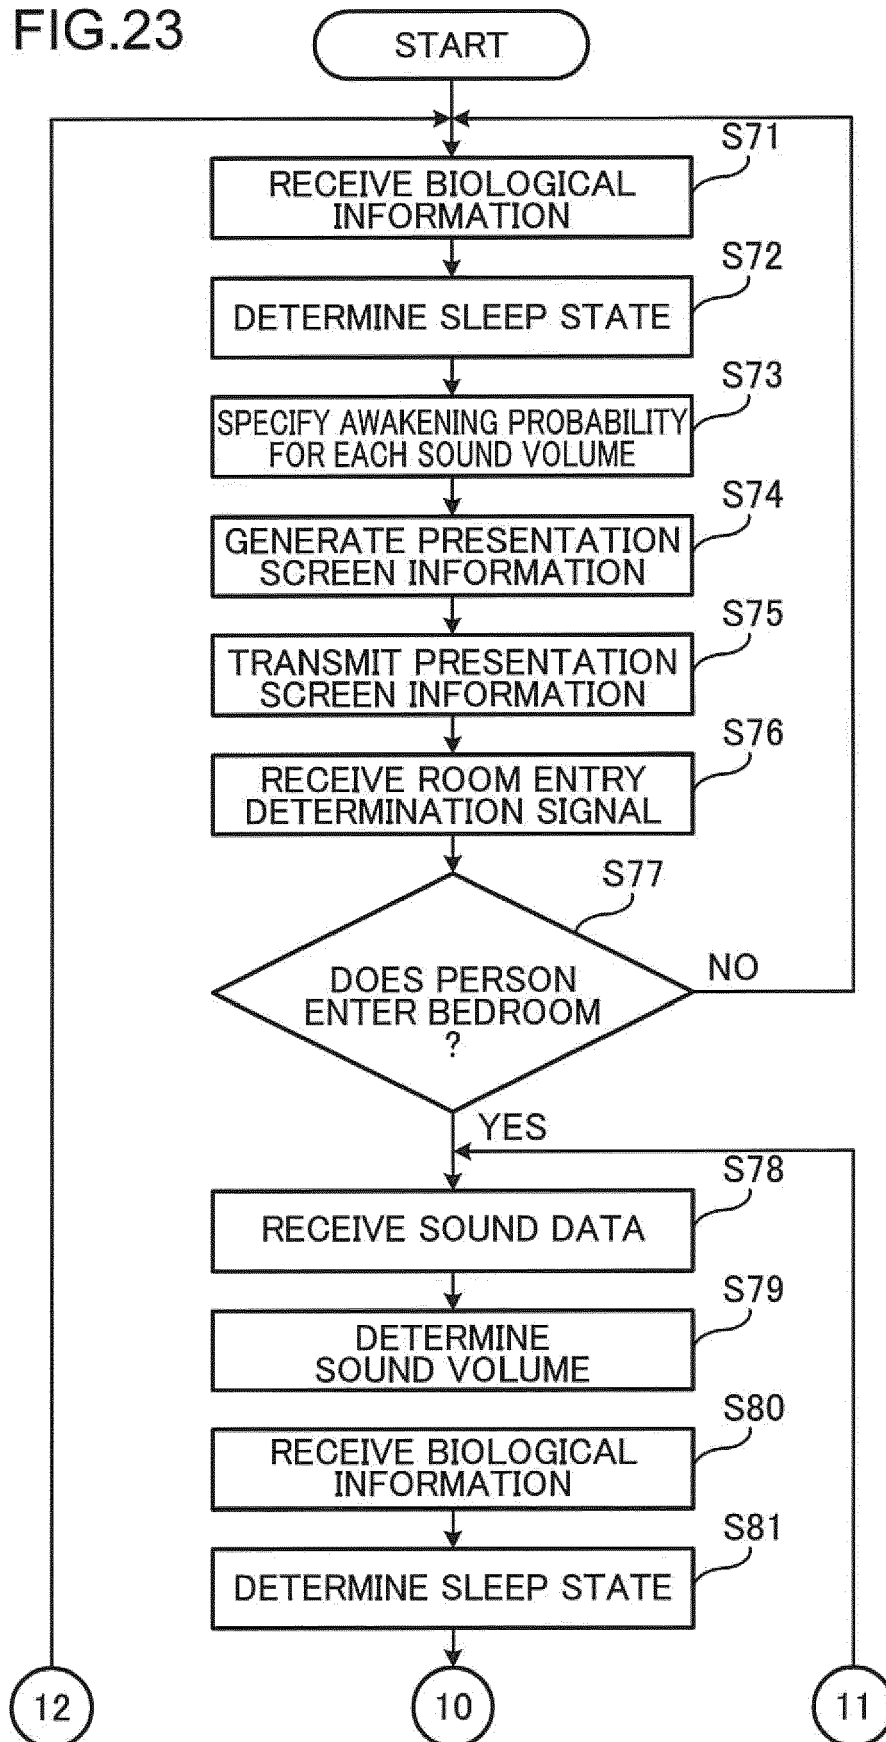 FIG.23
START
S71
RECEIVE BIOLOGICAL
INFORMATION
S72
DETERMINE SLEEP STATE
S73
SPECIFY AWAKENING PROBABILITY
FOR EACH SOUND VOLUME
S74
GENERATE PRESENTATION
SCREEN INFORMATION
S75
TRANSMIT PRESENTATION
SCREEN INFORMATION
S76
RECEIVE ROOM ENTRY
DETERMINATION SIGNAL
S77
DOES PERSON
ENTER BEDROOM
?
NO
YES
S78
RECEIVE SOUND DATA
S79
DETERMINE
SOUND VOLUME
S80
RECEIVE BIOLOGICAL
INFORMATION
S81
DETERMINE SLEEP STATE
12
10
11